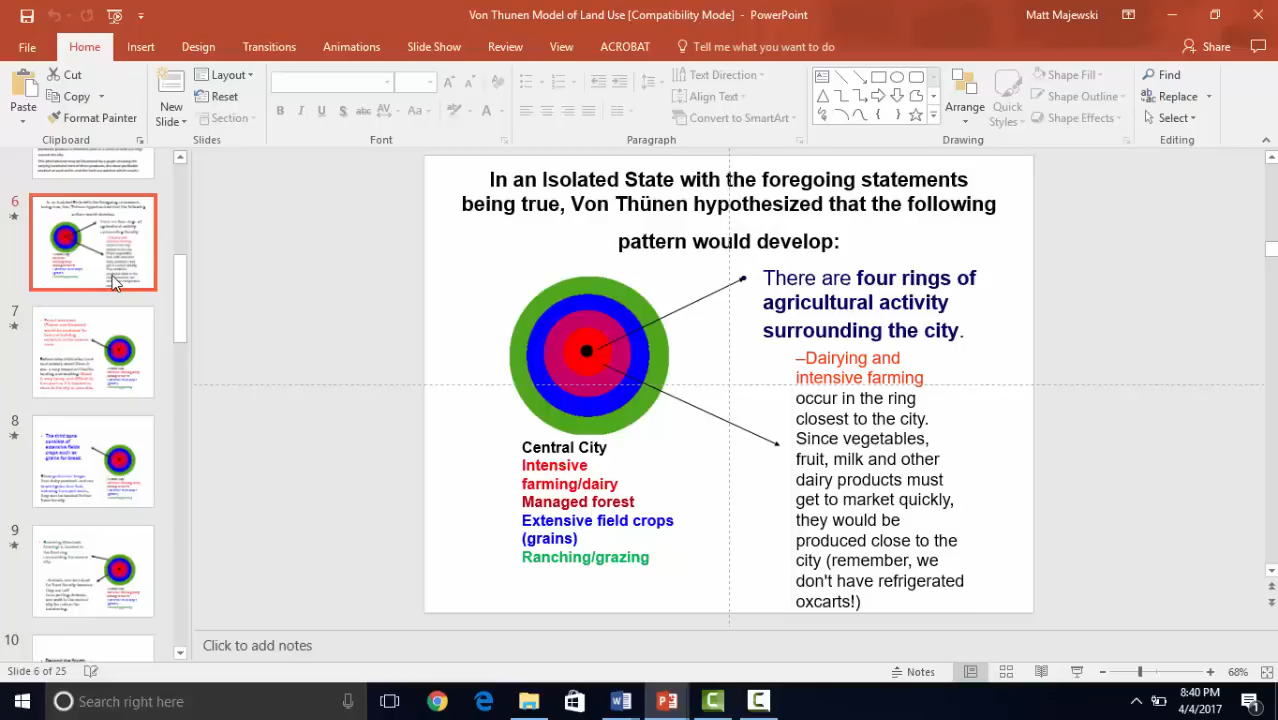 Von Thunen Land Use [Compatibility Mode] - PowerPoint
Matt Majewski
File Home Insert Design Transitions Animations Slide Show Review View ACROBAT Tell me what you want to do
Share
Paste
Cut
Copy
Format Painter
Clipboard
New Slide
Layout
Reset
Section
Slides
B I U S abc AV Aa A
Font
Text Direction
Align Text
Convert to SmartArt
Paragraph
Arrange
Quick Styles
Shape Fill
Shape Outline
Shape Effects
Drawing
Find
Replace
Select
Editing
6
7
8
9
10
In an Isolated State with the foregoing statements
being true, Von Thünen hypothesized that the following
pattern would develop
There are four rings of
agricultural activity
surrounding the city.
–Dairying and
intensive farming
occur in the ring
closest to the city.
Since vegetables,
fruit, milk and other
dairy products must
get to market quickly,
they would be
produced close to the
city (remember, we
don't have refrigerated
oxcarts!)
Central City
Intensive
farming/dairy
Managed forest
Extensive field crops
(grains)
Ranching/grazing
Click to add notes
Slide 6 of 25
Notes
68%
Search right here
8:40 PM
4/4/2017